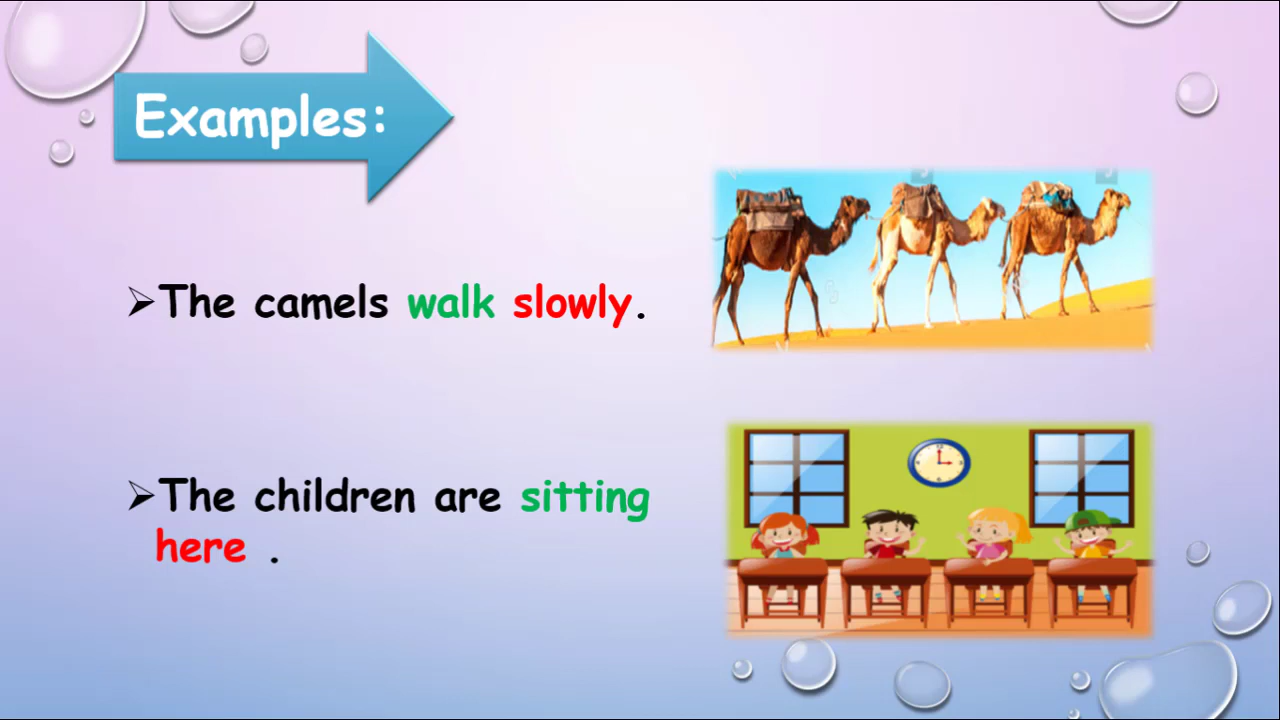 Examples:
➢The camels walk slowly.
➢The children are sitting
here .